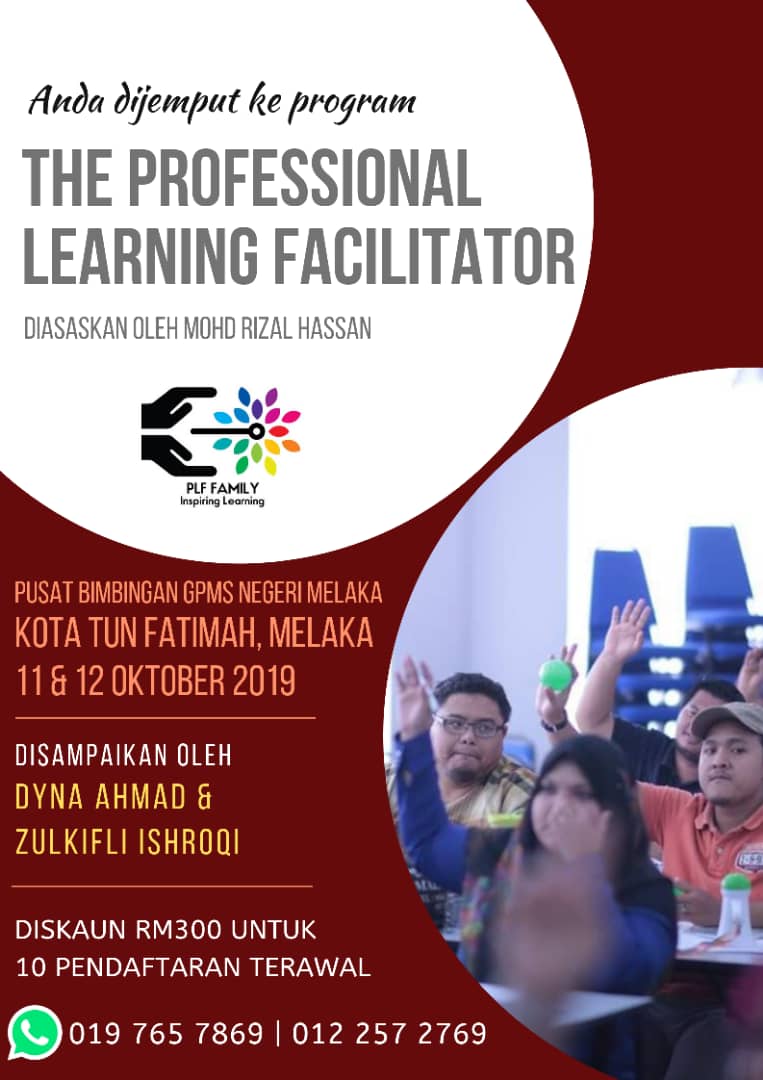 Anda dijemput ke program
THE PROFESSIONAL
LEARNING FACILITATOR
DIASASKAN OLEH MOHD RIZAL HASSAN
PLF FAMILY
Inspiring Learning
PUSAT BIMBINGAN GPMS NEGERI MELAKA
KOTA TUN FATIMAH, MELAKA
11 & 12 OKTOBER 2019
DISAMPAIKAN OLEH
DYNA AHMAD &
ZULKIFLI ISHROQI
DISKAUN RM300 UNTUK
10 PENDAFTARAN TERAWAL
019 765 7869 | 012 257 2769